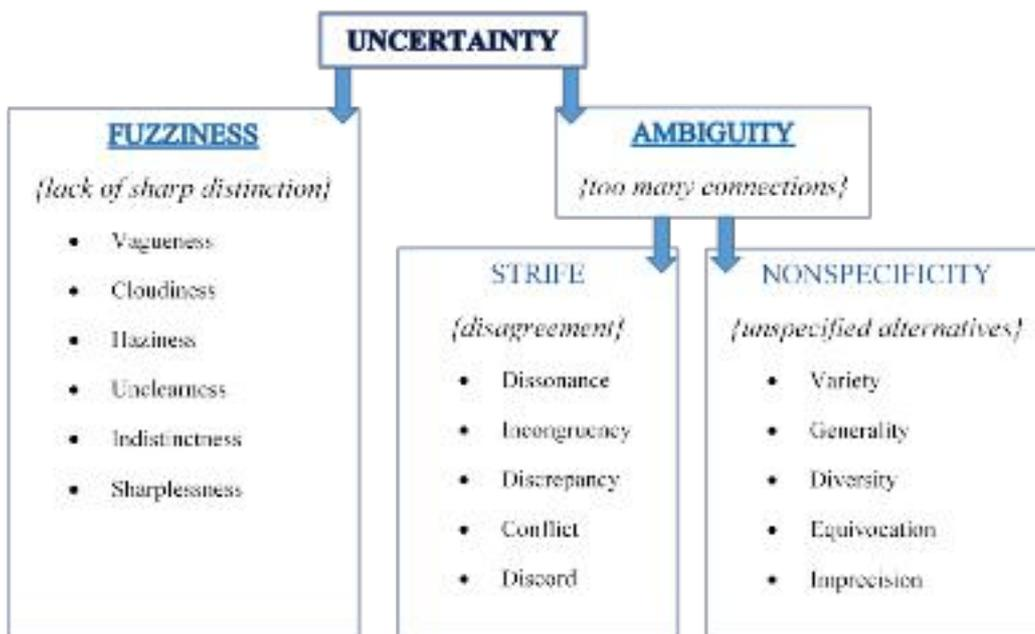 UNCERTAINTY
FUZZINESS
{lack of sharp distinction}
Vagueness
Cloudiness
Haziness
Unclearness
Indistinctness
Sharplessness
AMBIGUITY
{too many connections}
STRIFE
{disagreement}
Dissonance
Incongruency
Discrepancy
Conflict
Discord
NONSPECIFICITY
{unspecified alternatives}
Variety
Generality
Diversity
Equivocation
Imprecision